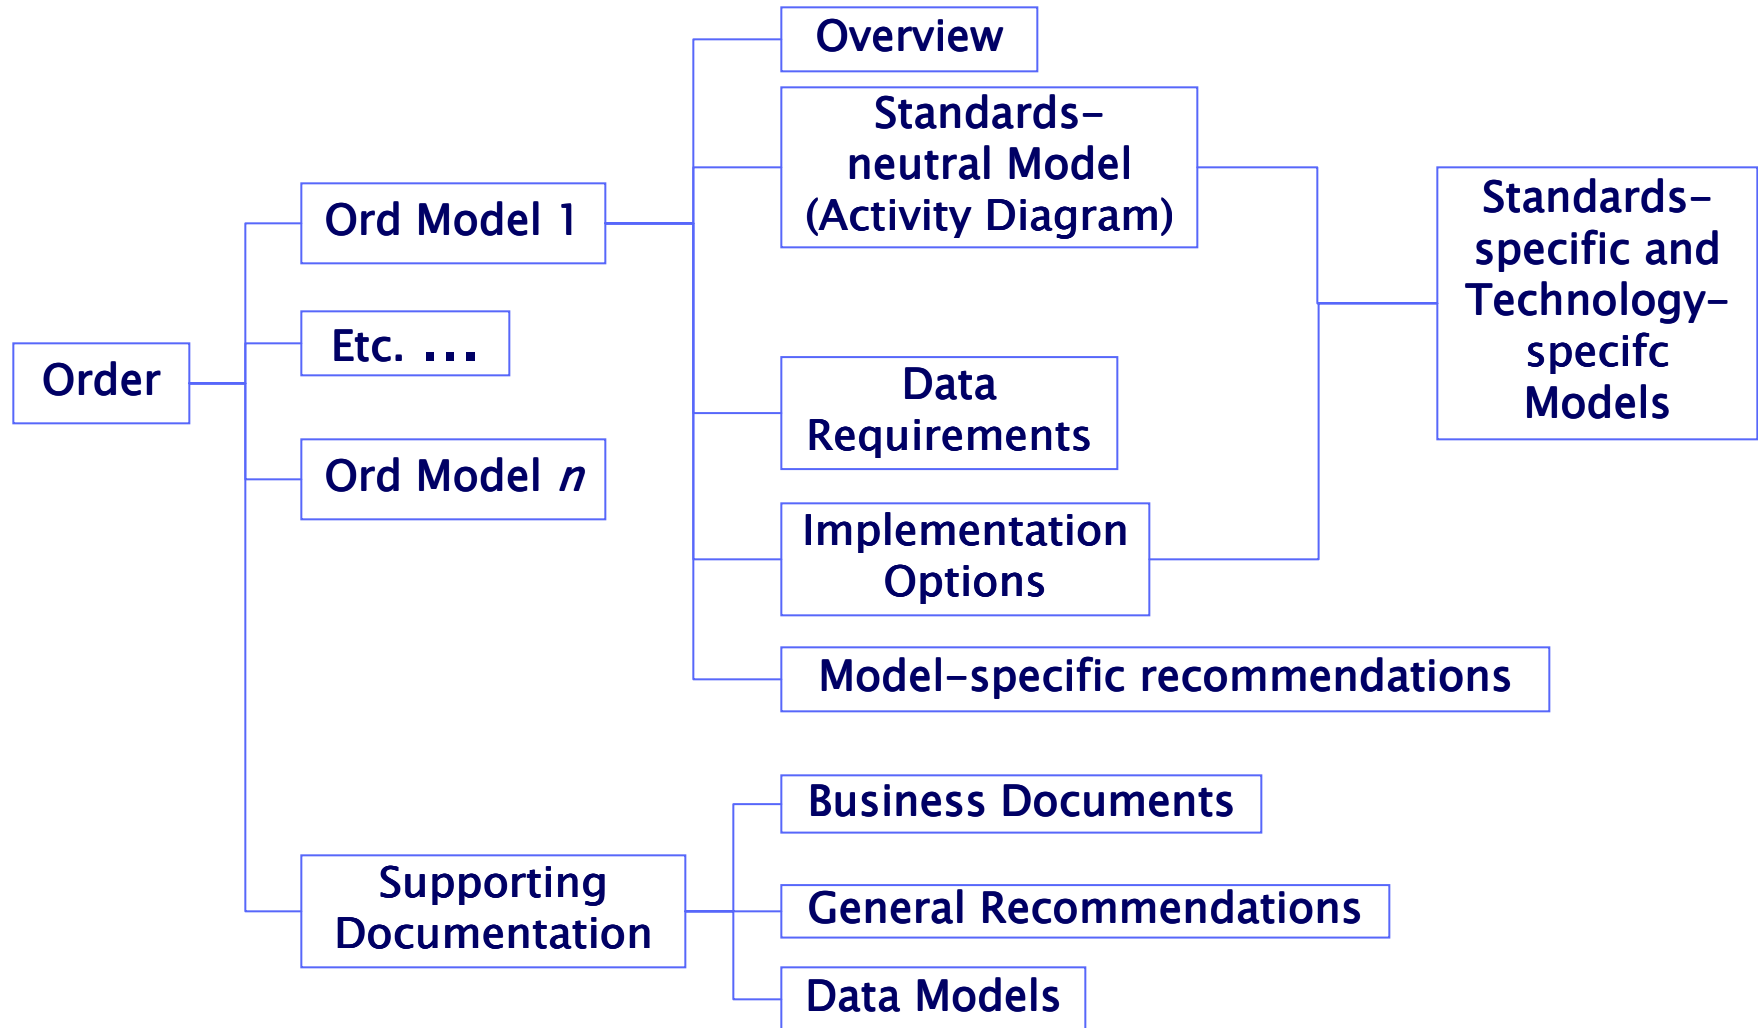 Overview
Standards-
neutral Model
(Activity Diagram)
Standards-
specific and
Technology-
specifc
Models
Ord Model 1
Etc. ...
Order
Data
Requirements
Ord Model n
Implementation
Options
Model-specific recommendations
Business Documents
Supporting
Documentation
General Recommendations
Data Models